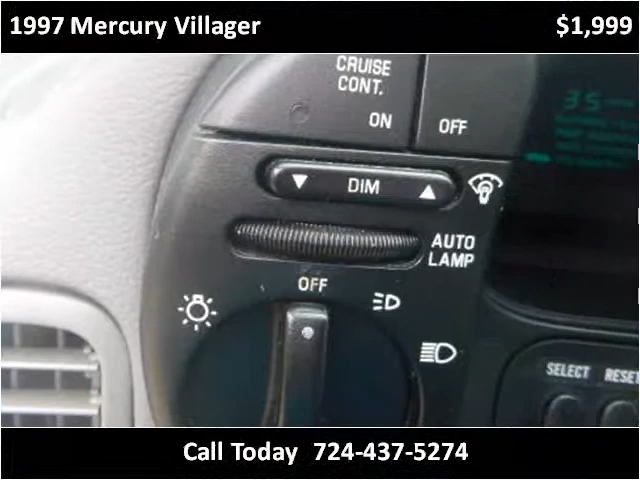 1997 Mercury Villager $1,999
CRUISE
CONT.
ON OFF
DIM
AUTO
LAMP
OFF
SELECT RESET
Call Today 724-437-5274